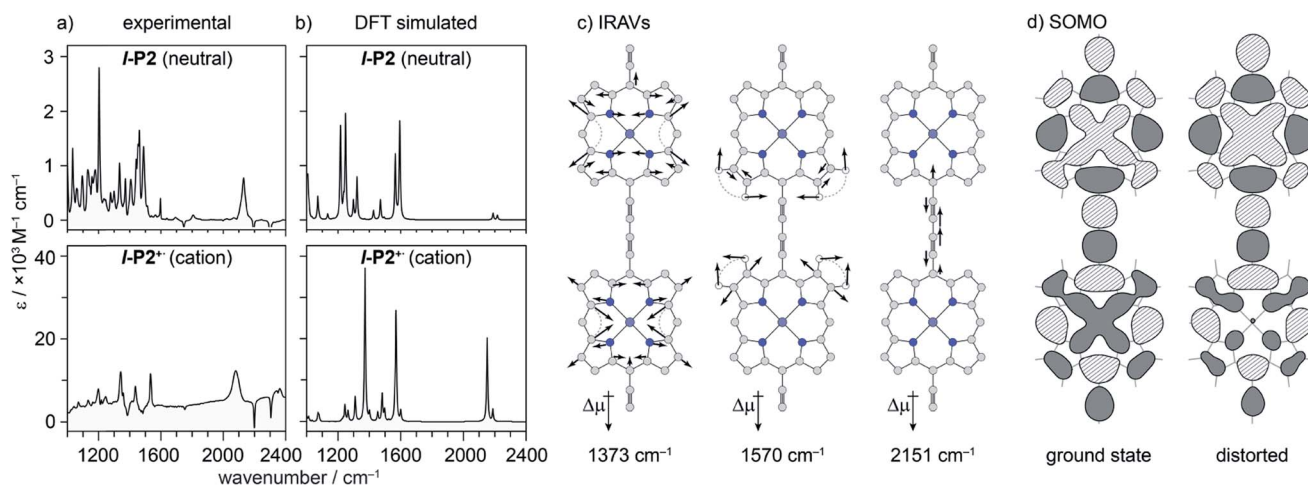 a) experimental
b) DFT simulated
c) IRAVs
d) SOMO
l-P2 (neutral)
3
2
1
0
l-P2 (neutral)
ε / ×10³ M⁻¹ cm⁻¹
l-P2⁺· (cation)
40
20
0
l-P2⁺· (cation)
1200 1600 2000 2400
1200 1600 2000 2400
wavenumber / cm⁻¹
Δμ
Δμ
Δμ
1373 cm⁻¹
1570 cm⁻¹
2151 cm⁻¹
ground state
distorted